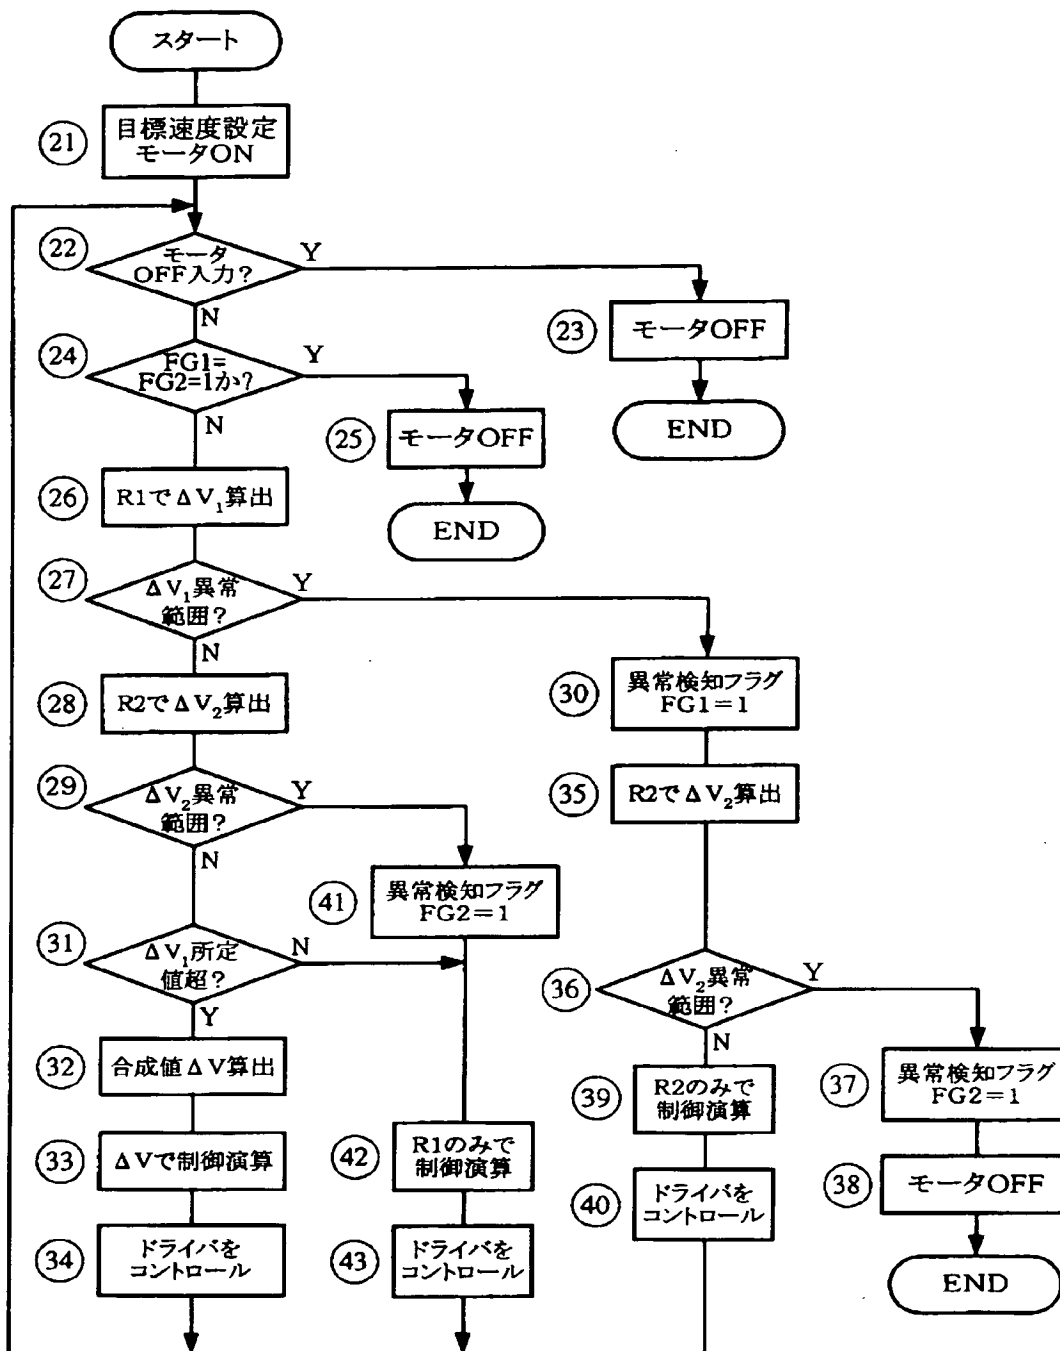 スタート
21
目標速度設定
モータON
22
モータ
OFF入力?
Y
N
23
モータOFF
END
24
FG1=
FG2=1か?
Y
N
25
モータOFF
END
26
R1でΔV₁算出
27
ΔV₁異常
範囲?
Y
N
28
R2でΔV₂算出
30
異常検知フラグ
FG1=1
29
ΔV₂異常
範囲?
Y
N
35
R2でΔV₂算出
41
異常検知フラグ
FG2=1
31
ΔV₁所定
値超?
N
Y
36
ΔV₂異常
範囲?
Y
N
32
合成値ΔV算出
39
R2のみで
制御演算
37
異常検知フラグ
FG2=1
33
ΔVで制御演算
42
R1のみで
制御演算
40
ドライバを
コントロール
38
モータOFF
34
ドライバを
コントロール
43
ドライバを
コントロール
END